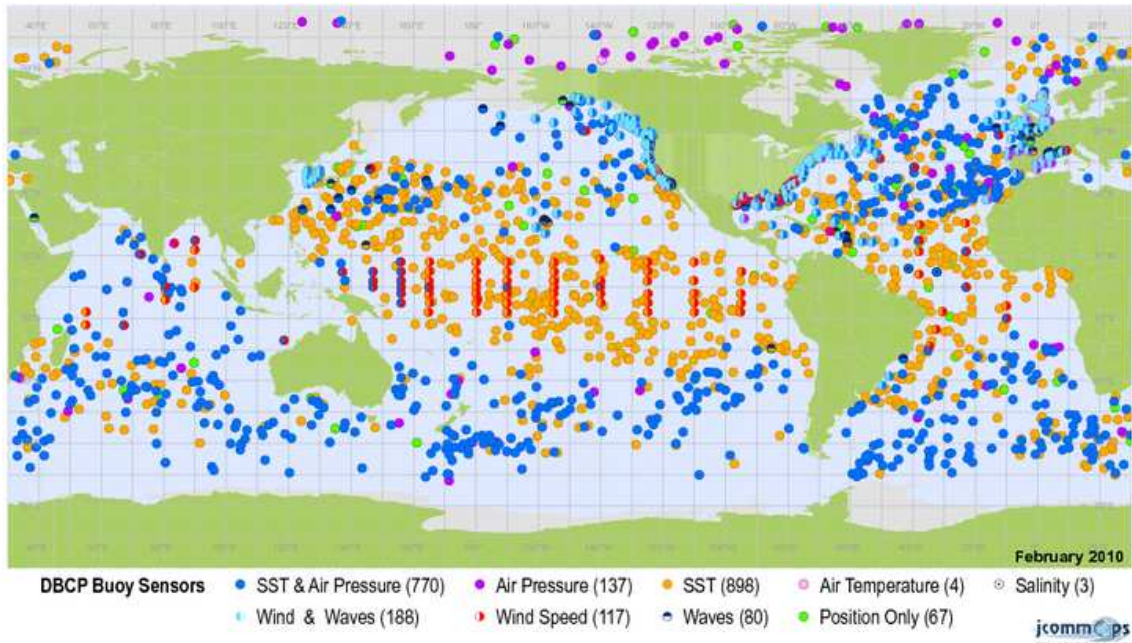 February 2010
DBCP Buoy Sensors
SST & Air Pressure (770)
Air Pressure (137)
SST (898)
Air Temperature (4)
Salinity (3)
Wind & Waves (188)
Wind Speed (117)
Waves (80)
Position Only (67)
jcommops